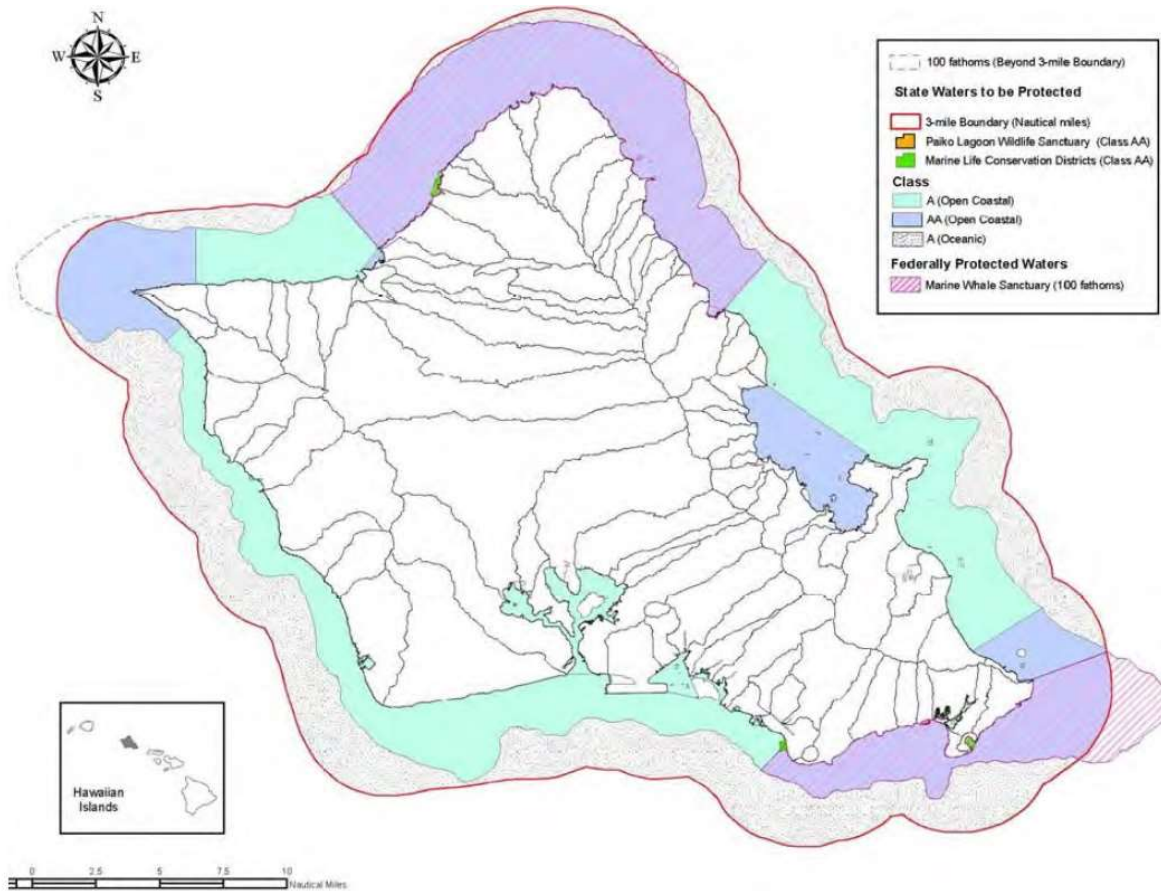 N
W E
S
100 fathoms (Beyond 3-mile Boundary)
State Waters to be Protected
3-mile Boundary (Nautical miles)
Paiko Lagoon Wildlife Sanctuary (Class AA)
Marine Life Conservation Districts (Class AA)
Class
A (Open Coastal)
AA (Open Coastal)
A (Oceanic)
Federally Protected Waters
Marine Whale Sanctuary (100 fathoms)
Hawaiian
Islands
0 2.5 5 7.5 10
Nautical Miles